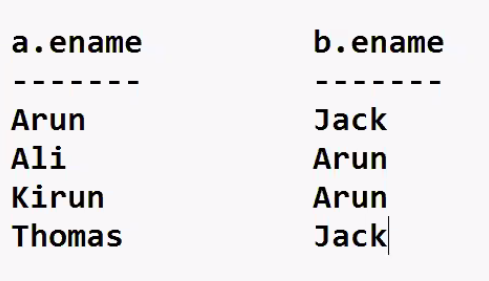 a.ename b.ename
------- -------
Arun Jack
Ali Arun
Kirun Arun
Thomas Jack